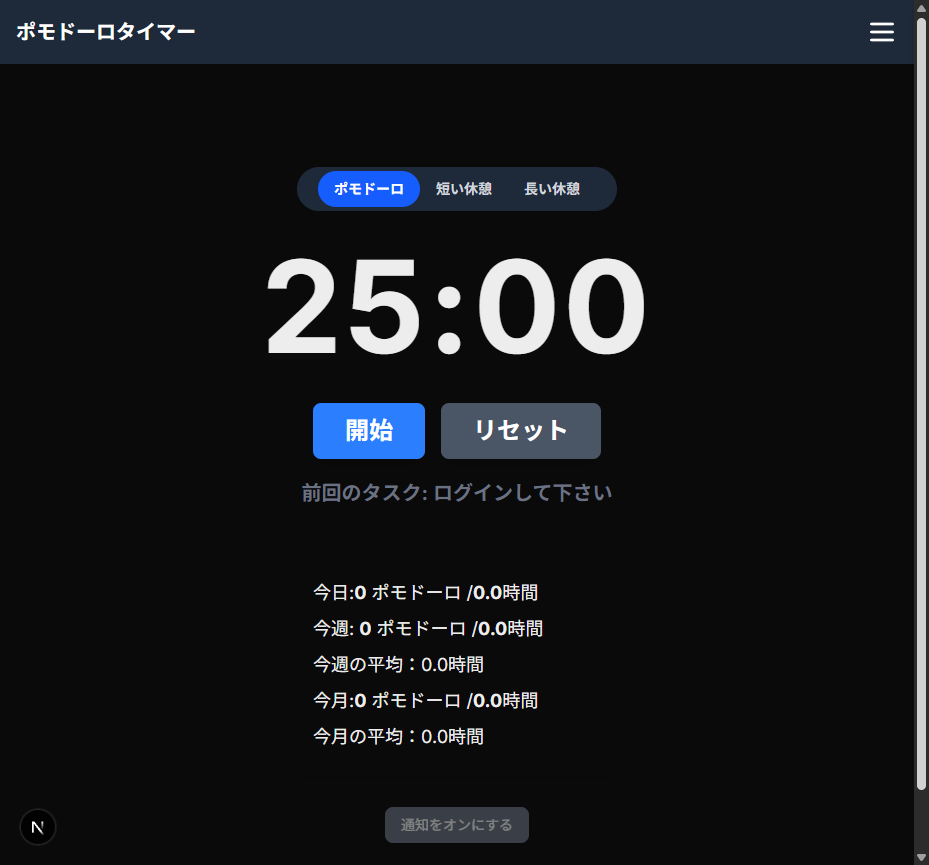 ポモドーロタイマー
ポモドーロ 短い休憩 長い休憩
25:00
開始 リセット
前回のタスク: ログインして下さい
今日:0 ポモドーロ /0.0時間
今週: 0 ポモドーロ /0.0時間
今週の平均：0.0時間
今月:0 ポモドーロ /0.0時間
今月の平均：0.0時間
通知をオンにする
N